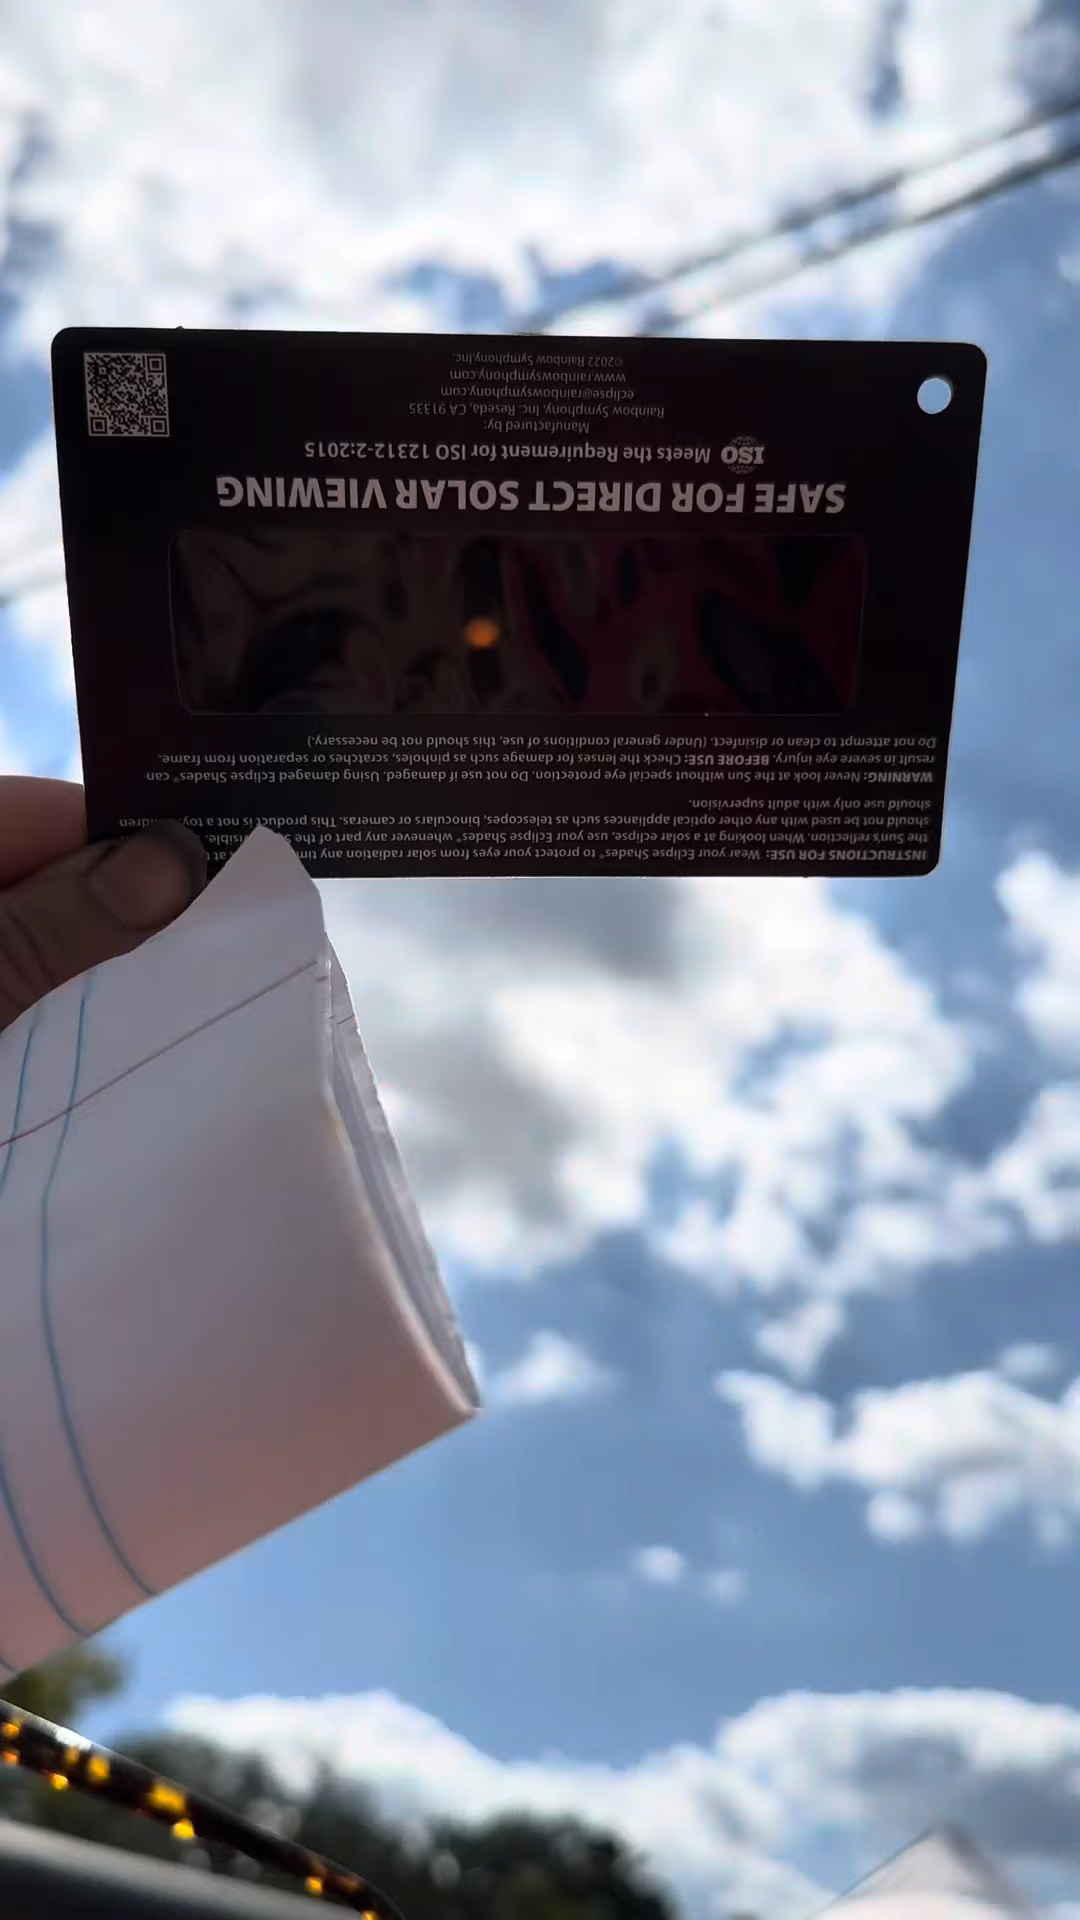 INSTRUCTIONS FOR USE: Wear your Eclipse Shades® to protect your eyes from solar radiation any at
the Sun's reflection. When looking at a solar eclipse, use your Eclipse Shades® whenever any part of the visible.
should not be used with any other optical appliances such as telescopes, binoculars or cameras. This product is not a toy.
should use only with adult supervision.
WARNING: Never look at the Sun without special eye protection. Do not use if damaged. Using damaged Eclipse Shades® can
result in severe eye injury. BEFORE USE: Check the lenses for damage such as pinholes, scratches or separation from frame.
Do not attempt to clean or disinfect. (Under general conditions of use, this should not be necessary.)
SAFE FOR DIRECT SOLAR VIEWING
ISO Meets the Requirement for ISO 12312-2:2015
Manufactured by:
Rainbow Symphony, Inc. Reseda, CA 91335
eclipse@rainbowsymphony.com
www.rainbowsymphony.com
©2022 Rainbow Symphony,Inc.